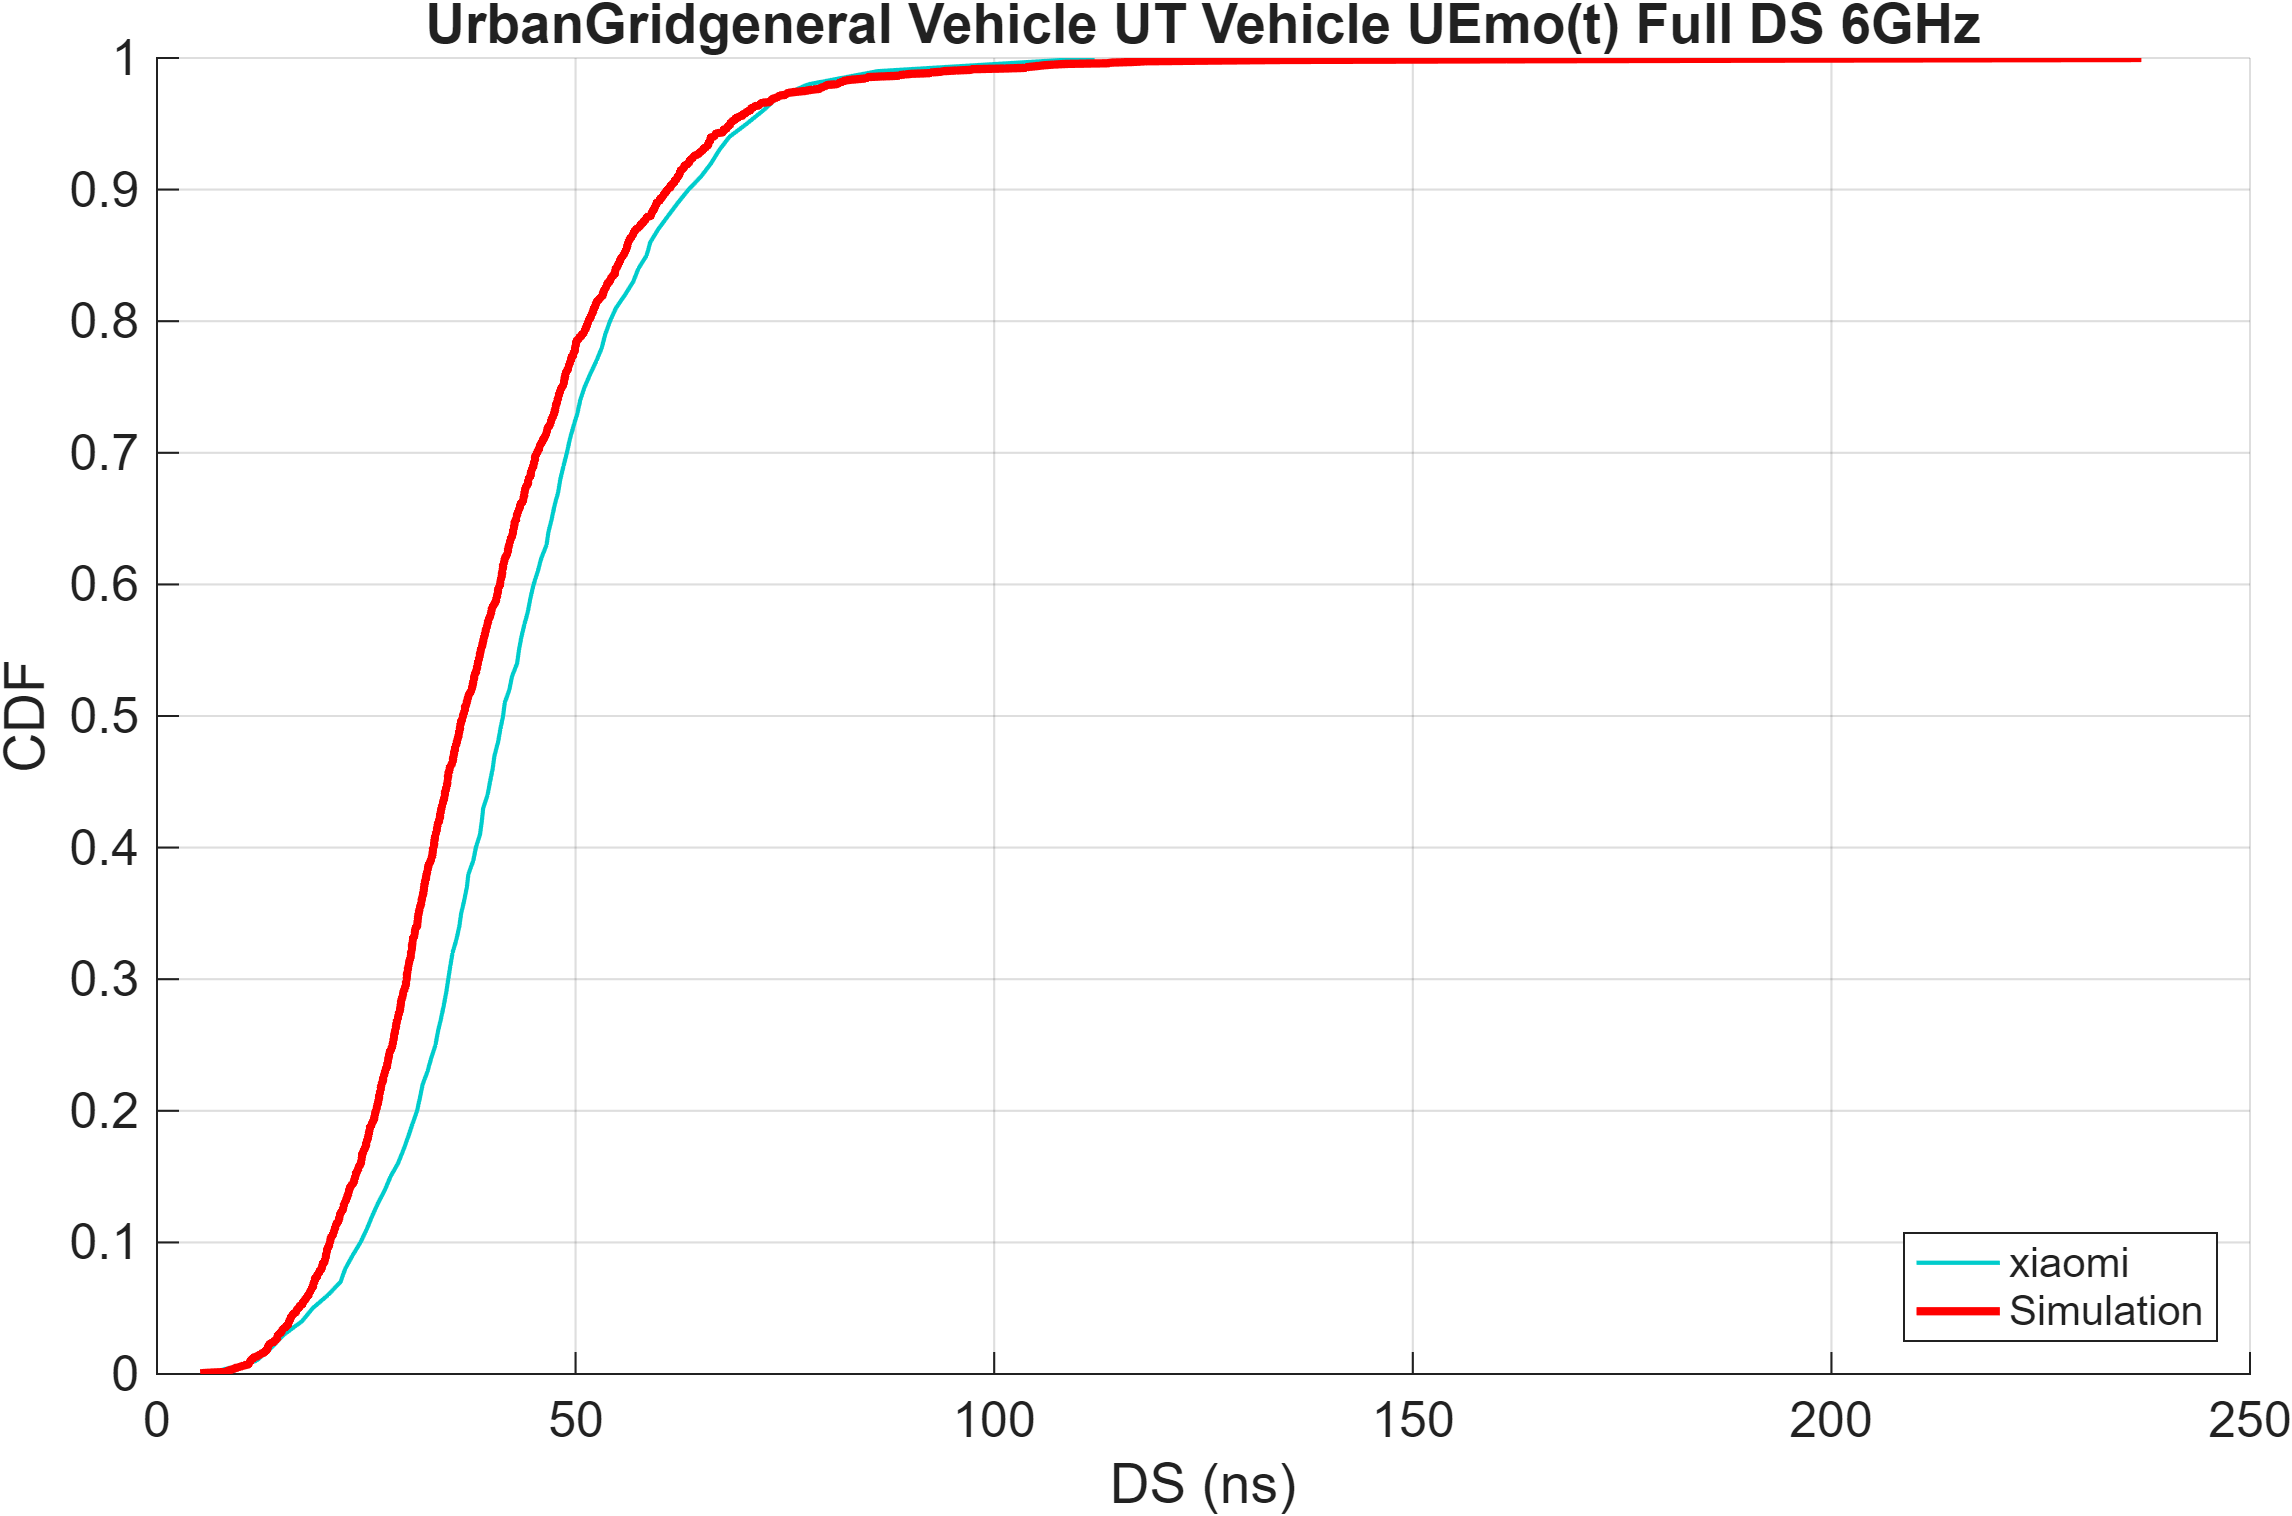 UrbanGridgeneral Vehicle UT Vehicle UEmo(t) Full DS 6GHz
1
0.9
0.8
0.7
0.6
0.5
0.4
0.3
0.2
0.1
0
CDF
0 50 100 150 200 250
DS (ns)
xiaomi
Simulation